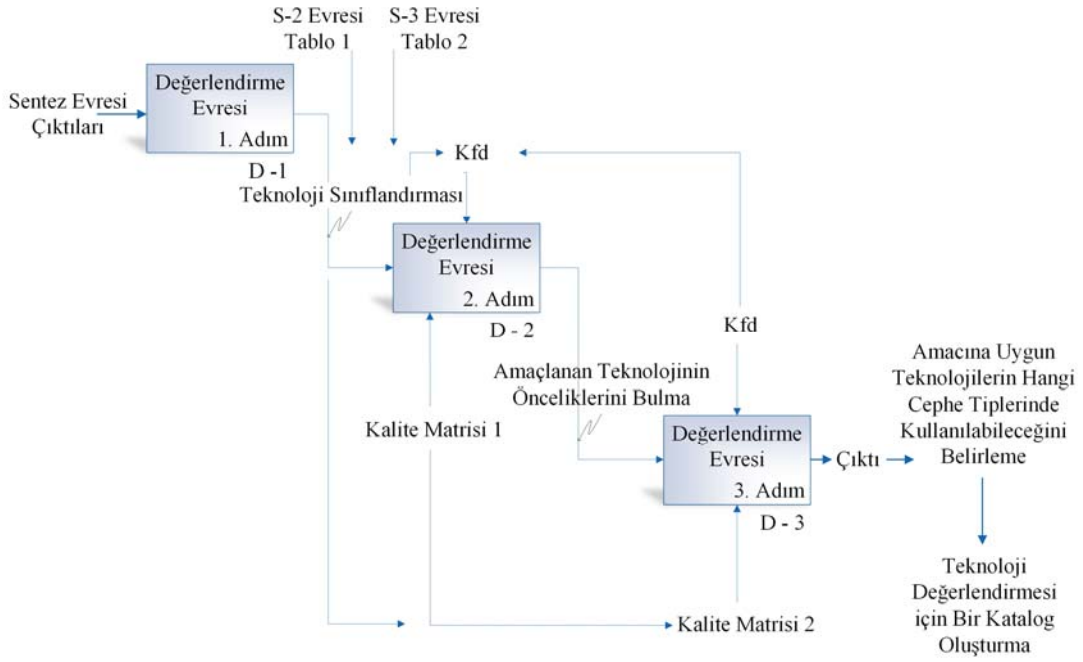 S-2 Evresi
Tablo 1
S-3 Evresi
Tablo 2
Sentez Evresi
Çıktıları
Değerlendirme
Evresi
1. Adım
D -1
Teknoloji Sınıflandırması
Kfd
Değerlendirme
Evresi
2. Adım
D - 2
Kfd
Amaçlanan Teknolojinin
Önceliklerini Bulma
Kalite Matrisi 1
Değerlendirme
Evresi
3. Adım
D - 3
Çıktı
Amacına Uygun
Teknolojilerin Hangi
Cephe Tiplerinde
Kullanılabileceğini
Belirleme
Kalite Matrisi 2
Teknoloji
Değerlendirmesi
için Bir Katalog
Oluşturma